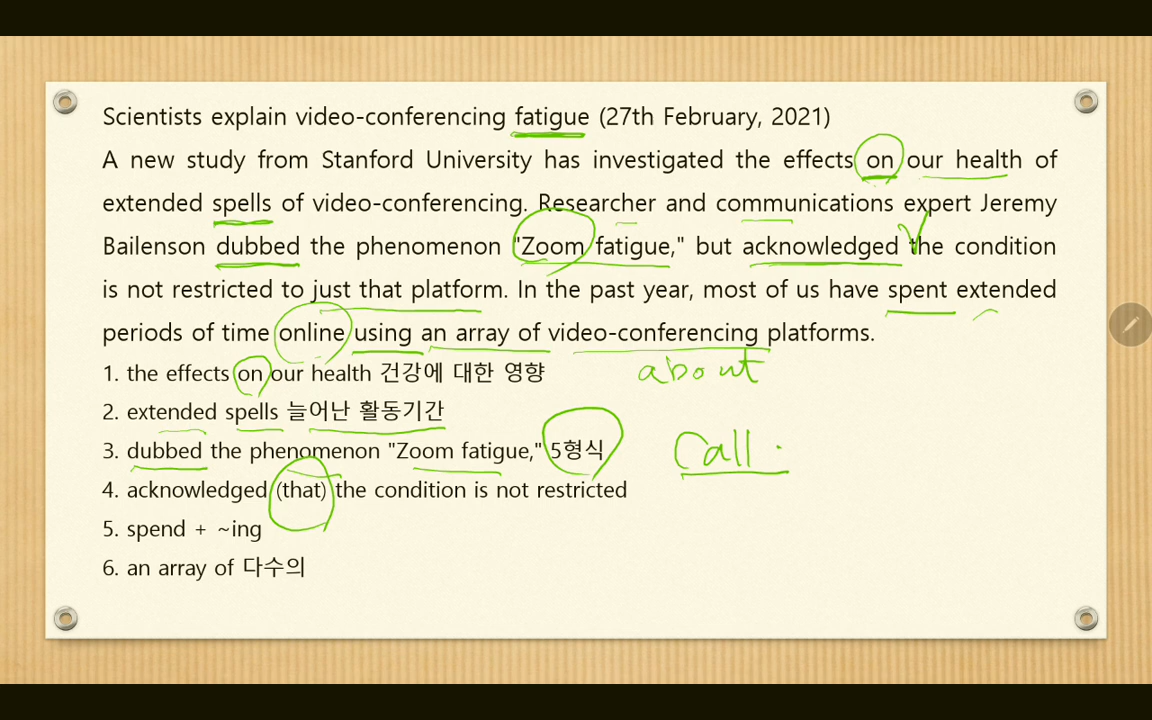 Scientists explain video-conferencing fatigue (27th February, 2021)
A new study from Stanford University has investigated the effects on our health of
extended spells of video-conferencing. Researcher and communications expert Jeremy
Bailenson dubbed the phenomenon "Zoom fatigue," but acknowledged the condition
is not restricted to just that platform. In the past year, most of us have spent extended
periods of time online using an array of video-conferencing platforms.
1. the effects on our health 건강에 대한 영향
about
2. extended spells 늘어난 활동기간
3. dubbed the phenomenon "Zoom fatigue," 5형식
Call
4. acknowledged (that) the condition is not restricted
5. spend + ~ing
6. an array of 다수의